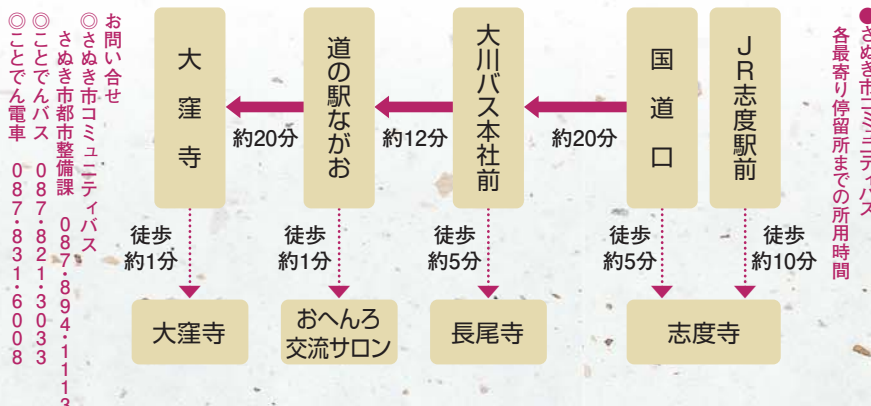 ●さぬき市コミュニティバス
各最寄り停留所までの所用時間
JR志度駅前
国道口
約20分
大川バス本社前
約12分
道の駅ながお
約20分
大窪寺
徒歩
約10分
徒歩
約5分
徒歩
約5分
徒歩
約1分
徒歩
約1分
志度寺
長尾寺
おへんろ
交流サロン
大窪寺
お問い合せ
◎さぬき市コミュニティバス
さぬき市都市整備課 087・894・1113
◎ことでんバス 087・821・3033
◎ことでん電車 087・831・6008